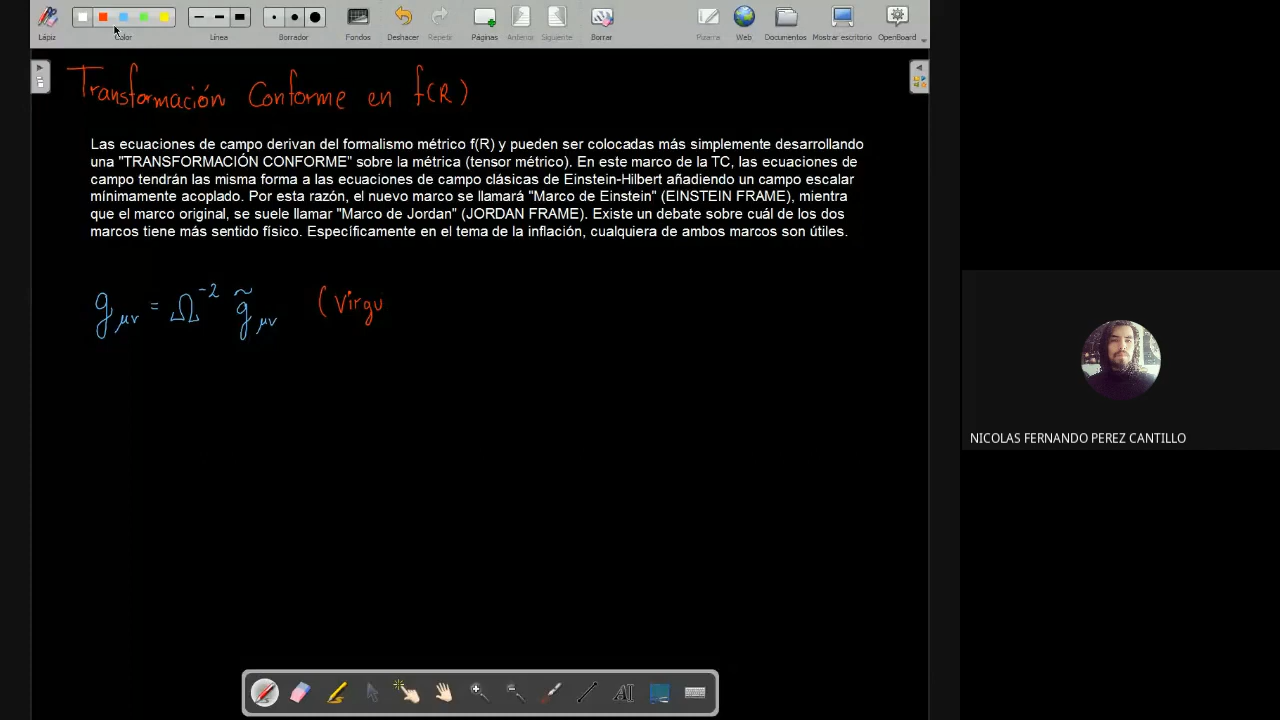 Lápiz Color Línea Borrador Fondos Deshacer Repetir Páginas Anterior Siguiente Borrar Pizarra Web Documentos Mostrar escritorio OpenBoard
Transformación Conforme en f(R)
Las ecuaciones de campo derivan del formalismo métrico f(R) y pueden ser colocadas más simplemente desarrollando
una "TRANSFORMACIÓN CONFORME" sobre la métrica (tensor métrico). En este marco de la TC, las ecuaciones de
campo tendrán las misma forma a las ecuaciones de campo clásicas de Einstein-Hilbert añadiendo un campo escalar
mínimamente acoplado. Por esta razón, el nuevo marco se llamará "Marco de Einstein" (EINSTEIN FRAME), mientra
que el marco original, se suele llamar "Marco de Jordan" (JORDAN FRAME). Existe un debate sobre cuál de los dos
marcos tiene más sentido físico. Específicamente en el tema de la inflación, cualquiera de ambos marcos son útiles.
g_μν = Ω^-2 g̃_μν (Virgu
NICOLAS FERNANDO PEREZ CANTILLO
AI